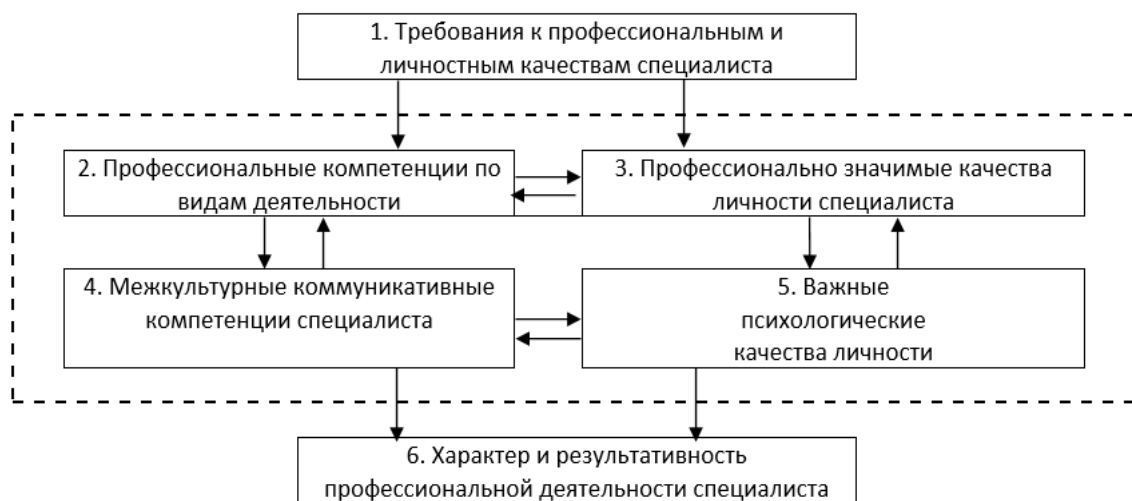 1. Требования к профессиональным и
личностным качествам специалиста
2. Профессиональные компетенции по
видам деятельности
3. Профессионально значимые качества
личности специалиста
4. Межкультурные коммуникативные
компетенции специалиста
5. Важные
психологические
качества личности
6. Характер и результативность
профессиональной деятельности специалиста